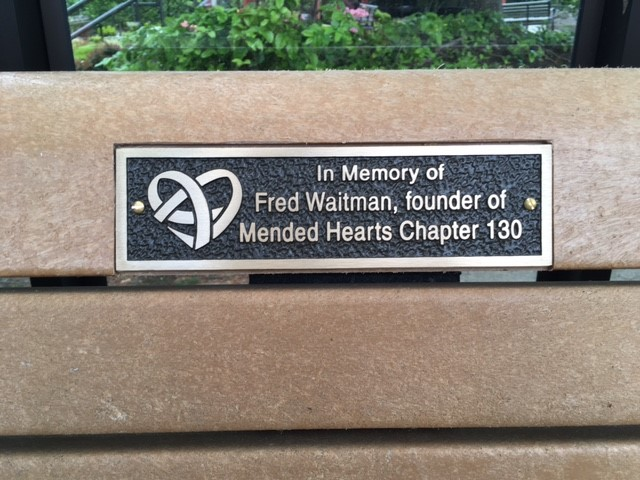 In Memory of
Fred Waitman, founder of
Mended Hearts Chapter 130